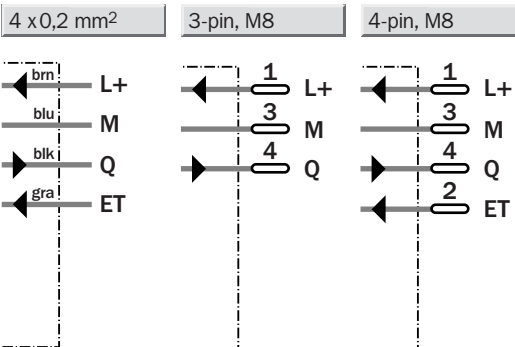 4 x 0,2 mm²
brn L+
blu M
blk Q
gra ET
3-pin, M8
1 L+
3 M
4 Q
4-pin, M8
1 L+
3 M
4 Q
2 ET